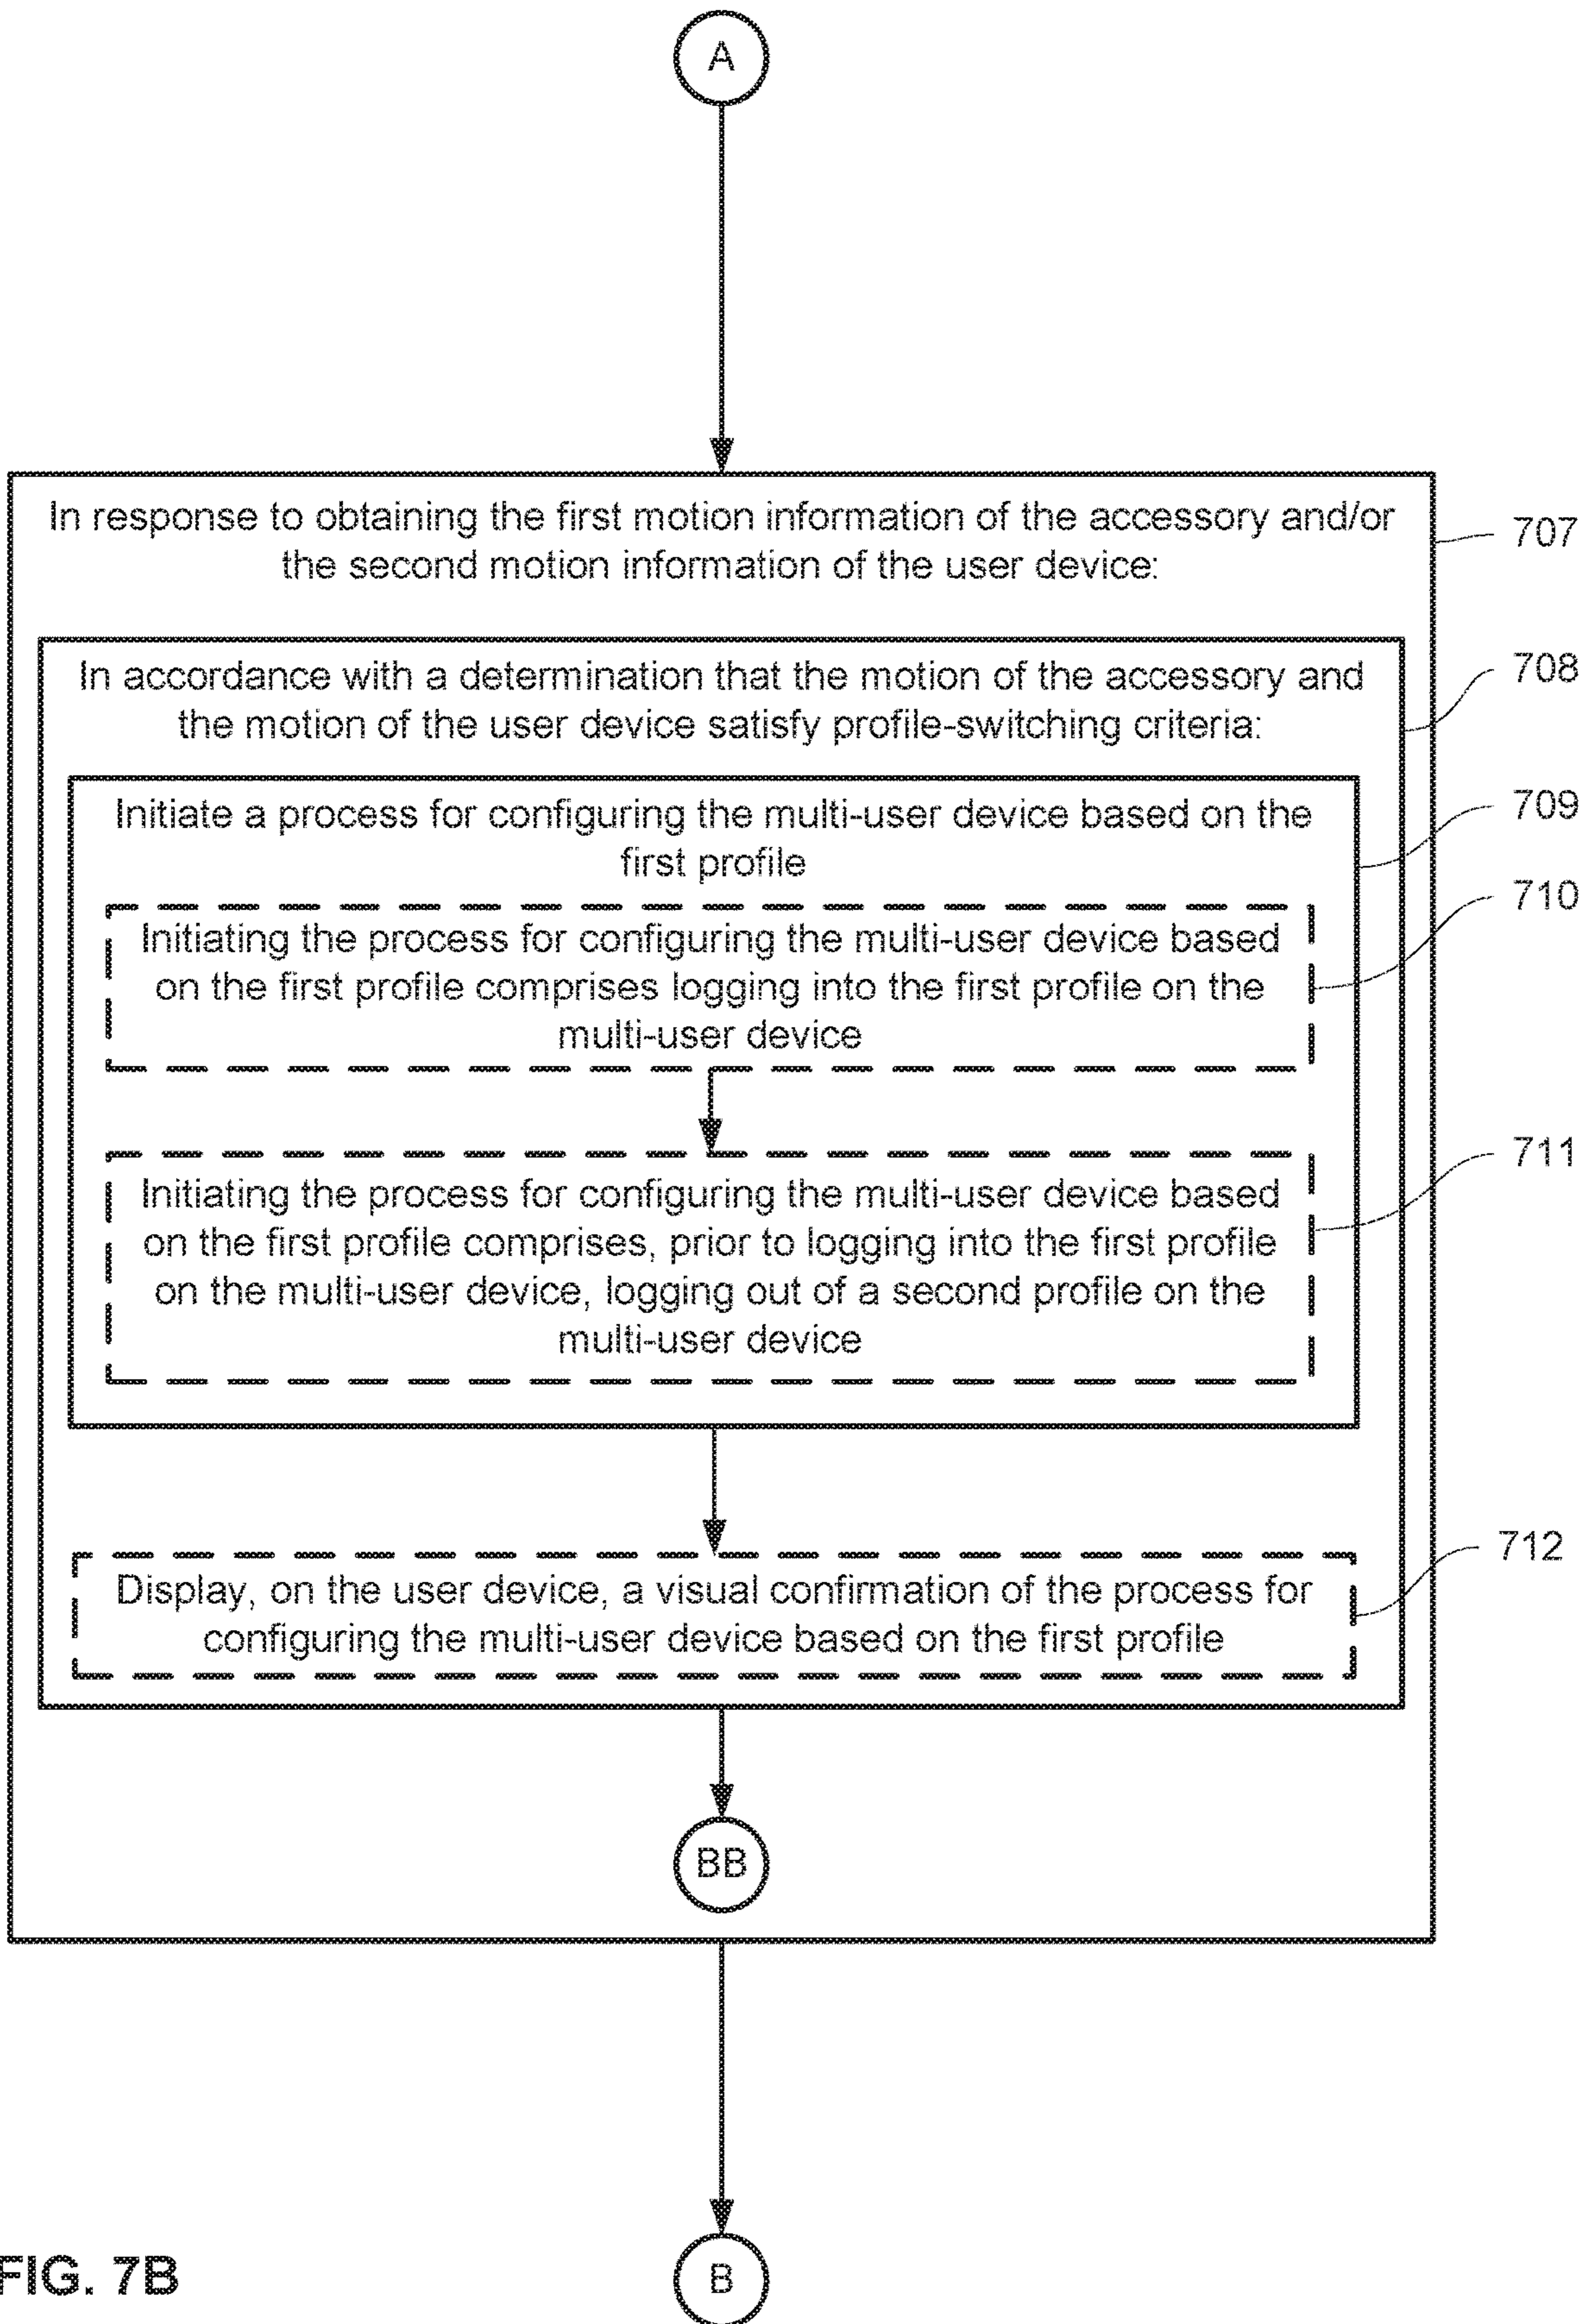 A
In response to obtaining the first motion information of the accessory and/or
the second motion information of the user device:
707
In accordance with a determination that the motion of the accessory and
the motion of the user device satisfy profile-switching criteria:
708
Initiate a process for configuring the multi-user device based on the
first profile
709
Initiating the process for configuring the multi-user device based
on the first profile comprises logging into the first profile on the
multi-user device
710
Initiating the process for configuring the multi-user device based
on the first profile comprises, prior to logging into the first profile
on the multi-user device, logging out of a second profile on the
multi-user device
711
Display, on the user device, a visual confirmation of the process for
configuring the multi-user device based on the first profile
712
BB
B
FIG. 7B